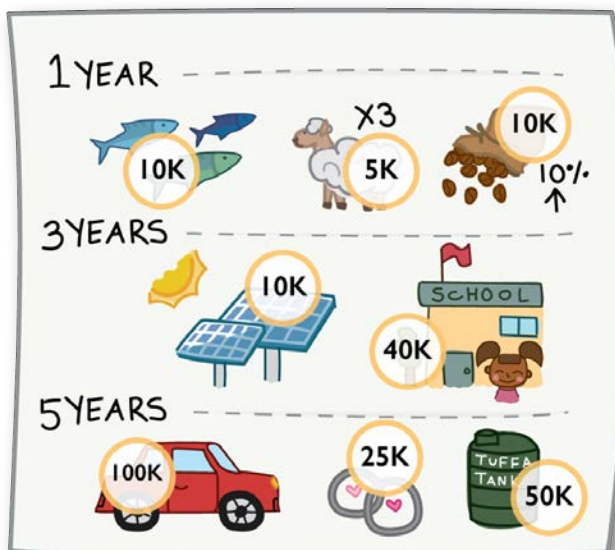 1 YEAR
10K
X3
5K
10K
10%
3 YEARS
10K
SCHOOL
40K
5 YEARS
100K
25K
TUFFA
TANK
50K